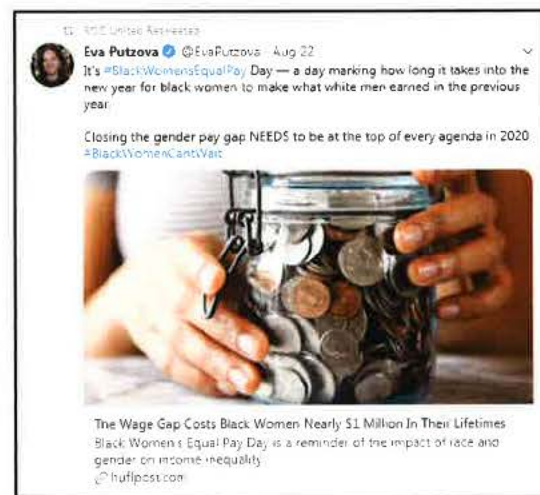 ROC United Retweeted
Eva Putzova @EvaPutzova · Aug 22
It's #BlackWomensEqualPay Day — a day marking how long it takes into the
new year for black women to make what white men earned in the previous
year
Closing the gender pay gap NEEDS to be at the top of every agenda in 2020
#BlackWomenCantWait
The Wage Gap Costs Black Women Nearly $1 Million In Their Lifetimes
Black Women's Equal Pay Day is a reminder of the impact of race and
gender on income inequality
huffpost.com